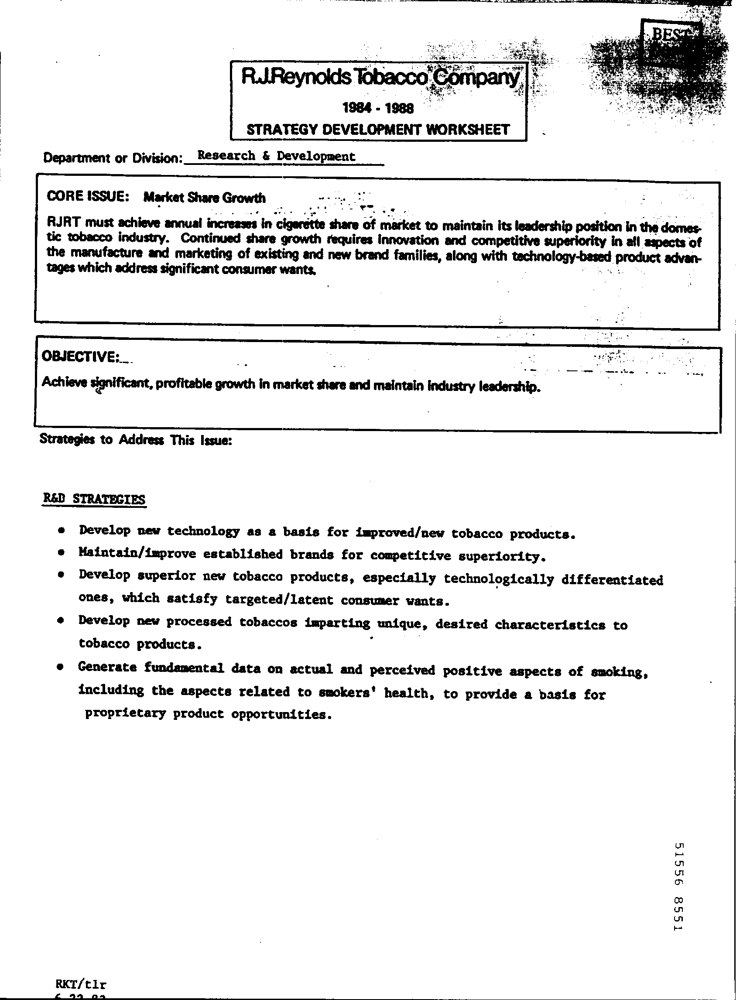 BEST
R.J.Reynolds Tobacco Company
1984 - 1988
STRATEGY DEVELOPMENT WORKSHEET
Department or Division: Research & Development
CORE ISSUE: Market Share Growth
RJRT must achieve annual increases in cigarette share of market to maintain its leadership position in the domes-
tic tobacco industry. Continued share growth requires innovation and competitive superiority in all aspects of
the manufacture and marketing of existing and new brand families, along with technology-based product advan-
tages which address significant consumer wants.
OBJECTIVE:
Achieve significant, profitable growth in market share and maintain industry leadership.
Strategies to Address This Issue:
R&D STRATEGIES
• Develop new technology as a basis for improved/new tobacco products.
• Maintain/improve established brands for competitive superiority.
• Develop superior new tobacco products, especially technologically differentiated
ones, which satisfy targeted/latent consumer wants.
• Develop new processed tobaccos imparting unique, desired characteristics to
tobacco products.
• Generate fundamental data on actual and perceived positive aspects of smoking,
including the aspects related to smokers' health, to provide a basis for
proprietary product opportunities.
51556 8551
RKT/tlr